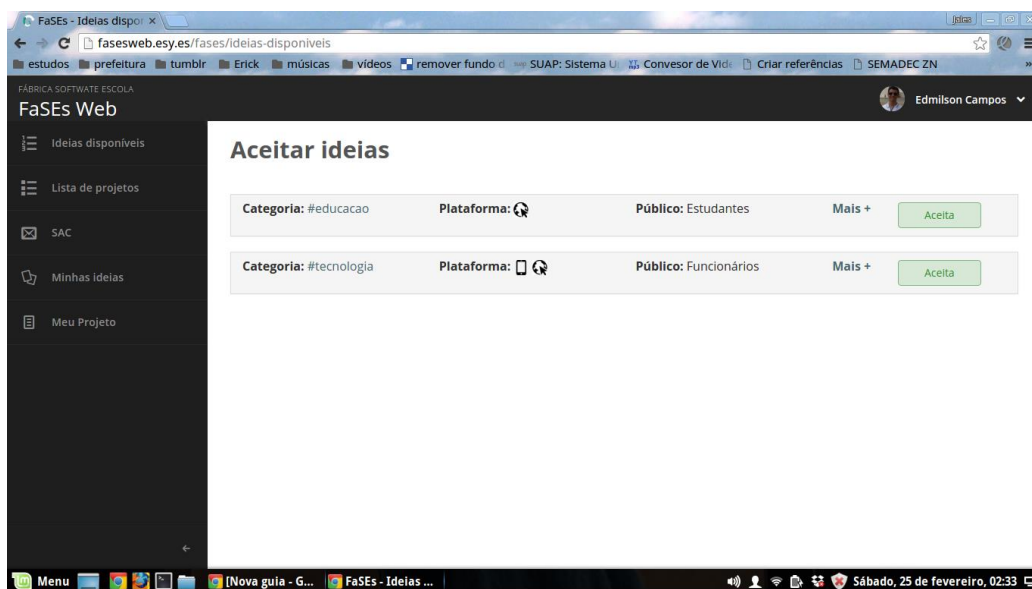 FaSEs - Ideias dispor ×
fasesweb.esy.es/fases/ideias-disponiveis
estudos prefeitura tumblr Erick músicas vídeos remover fundo d SUAP: Sistema U Convesor de Vide Criar referências SEMADEC ZN »
FÁBRICA SOFTWATE ESCOLA
FaSEs Web
Edmilson Campos
Ideias disponíveis
Lista de projetos
SAC
Minhas ideias
Meu Projeto
Aceitar ideias
Categoria: #educacao Plataforma: Público: Estudantes Mais + Aceita
Categoria: #tecnologia Plataforma: Público: Funcionários Mais + Aceita
Menu [Nova guia - G... FaSEs - Ideias ... Sábado, 25 de fevereiro, 02:33